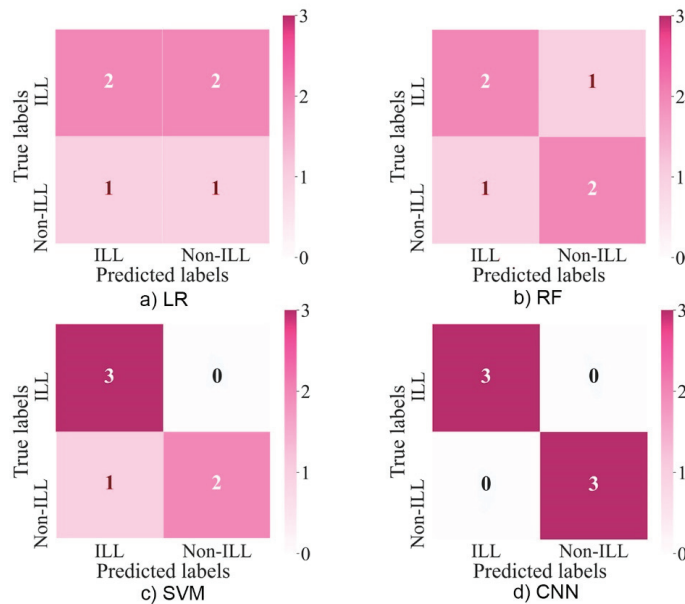 3
2
1
0
True labels
ILL
Non-ILL
2 2
1 1
ILL Non-ILL
Predicted labels
a) LR
3
2
1
0
True labels
ILL
Non-ILL
2 1
1 2
ILL Non-ILL
Predicted labels
b) RF
3
2
1
0
True labels
ILL
Non-ILL
3 0
1 2
ILL Non-ILL
Predicted labels
c) SVM
3
2
1
0
True labels
ILL
Non-ILL
3 0
0 3
ILL Non-ILL
Predicted labels
d) CNN